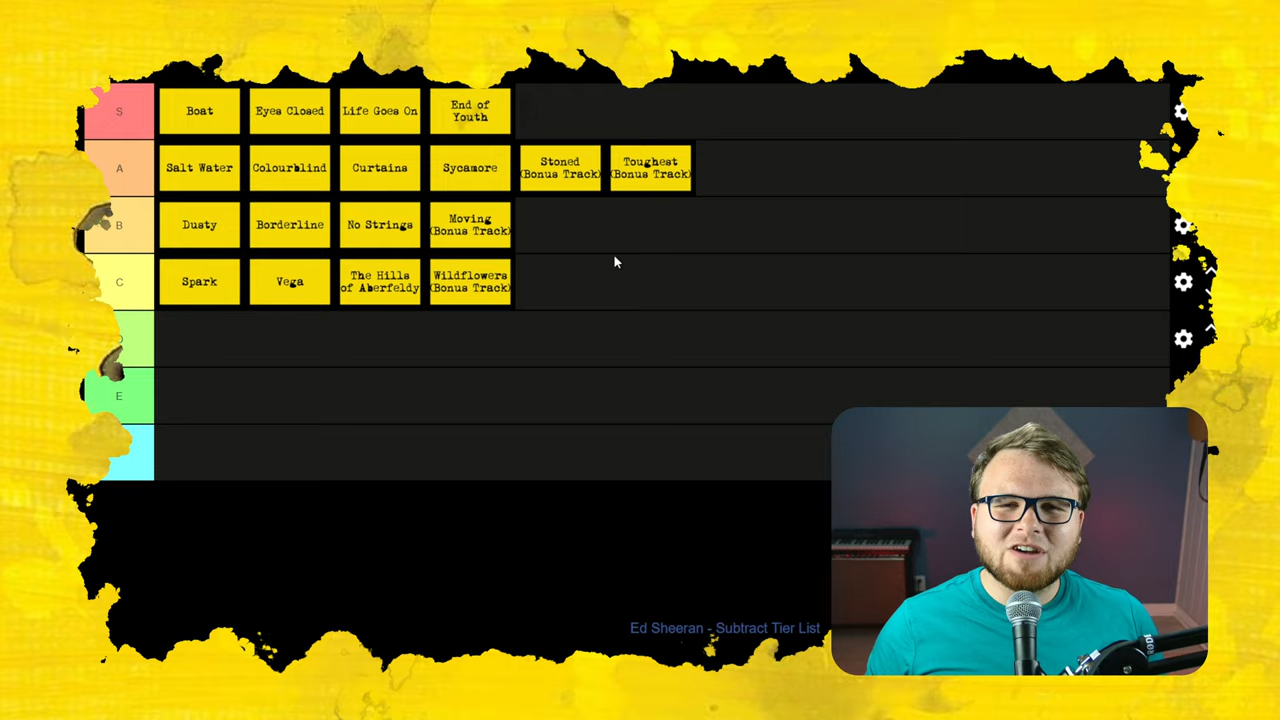 S
Boat
Eyes Closed
Life Goes On
End of
Youth
A
Salt Water
Colourblind
Curtains
Sycamore
Stoned
(Bonus Track)
Toughest
(Bonus Track)
B
Dusty
Borderline
No Strings
Moving
(Bonus Track)
C
Spark
Vega
The Hills
of Aberfeldy
Wildflowers
(Bonus Track)
E
Ed Sheeran - Subtract Tier List